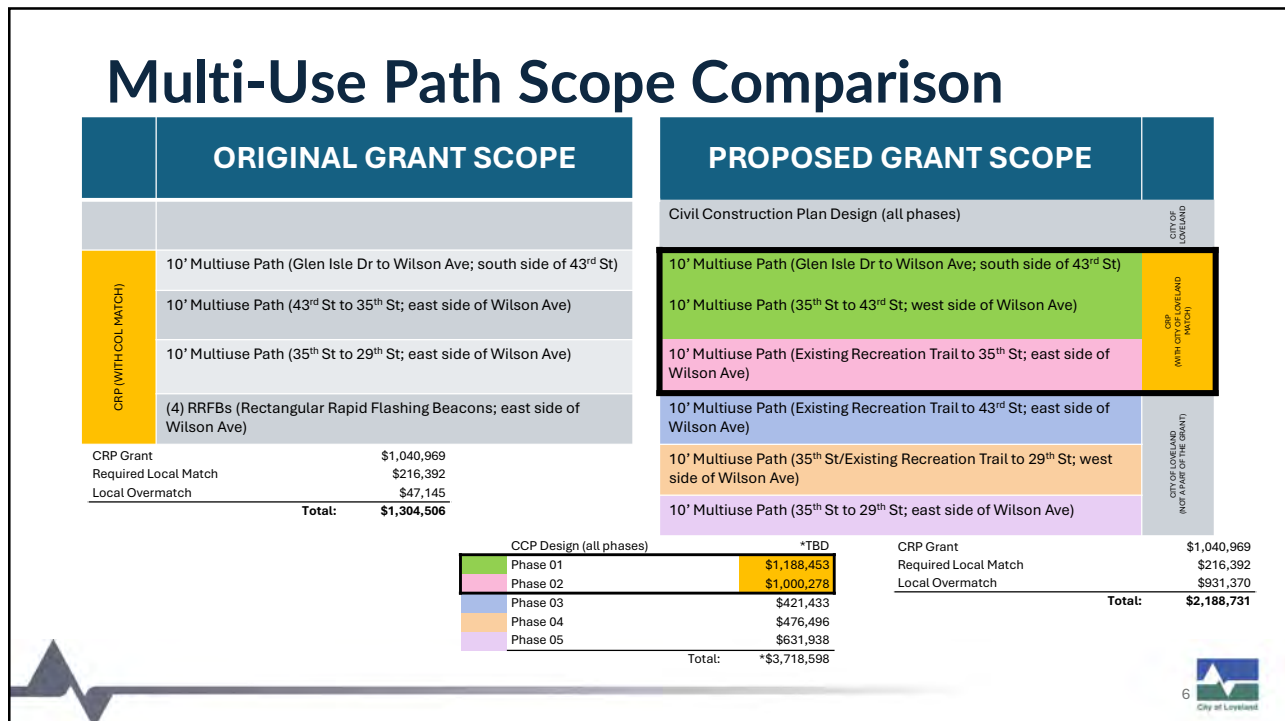 Multi-Use Path Scope Comparison
ORIGINAL GRANT SCOPE
CRP (WITH COL MATCH)
10’ Multiuse Path (Glen Isle Dr to Wilson Ave; south side of 43rd St)
10’ Multiuse Path (43rd St to 35th St; east side of Wilson Ave)
10’ Multiuse Path (35th St to 29th St; east side of Wilson Ave)
(4) RRFBs (Rectangular Rapid Flashing Beacons; east side of
Wilson Ave)
CRP Grant $1,040,969
Required Local Match $216,392
Local Overmatch $47,145
Total: $1,304,506
PROPOSED GRANT SCOPE
Civil Construction Plan Design (all phases)
CITY OF
LOVELAND
10’ Multiuse Path (Glen Isle Dr to Wilson Ave; south side of 43rd St)
10’ Multiuse Path (35th St to 43rd St; west side of Wilson Ave)
10’ Multiuse Path (Existing Recreation Trail to 35th St; east side of
Wilson Ave)
CRP
(WITH CITY OF LOVELAND
MATCH)
10’ Multiuse Path (Existing Recreation Trail to 43rd St; east side of
Wilson Ave)
10’ Multiuse Path (35th St/Existing Recreation Trail to 29th St; west
side of Wilson Ave)
10’ Multiuse Path (35th St to 29th St; east side of Wilson Ave)
CITY OF LOVELAND
(NOT A PART OF THE GRANT)
CCP Design (all phases) *TBD
Phase 01 $1,188,453
Phase 02 $1,000,278
Phase 03 $421,433
Phase 04 $476,496
Phase 05 $631,938
Total: *$3,718,598
CRP Grant $1,040,969
Required Local Match $216,392
Local Overmatch $931,370
Total: $2,188,731
6
City of Loveland